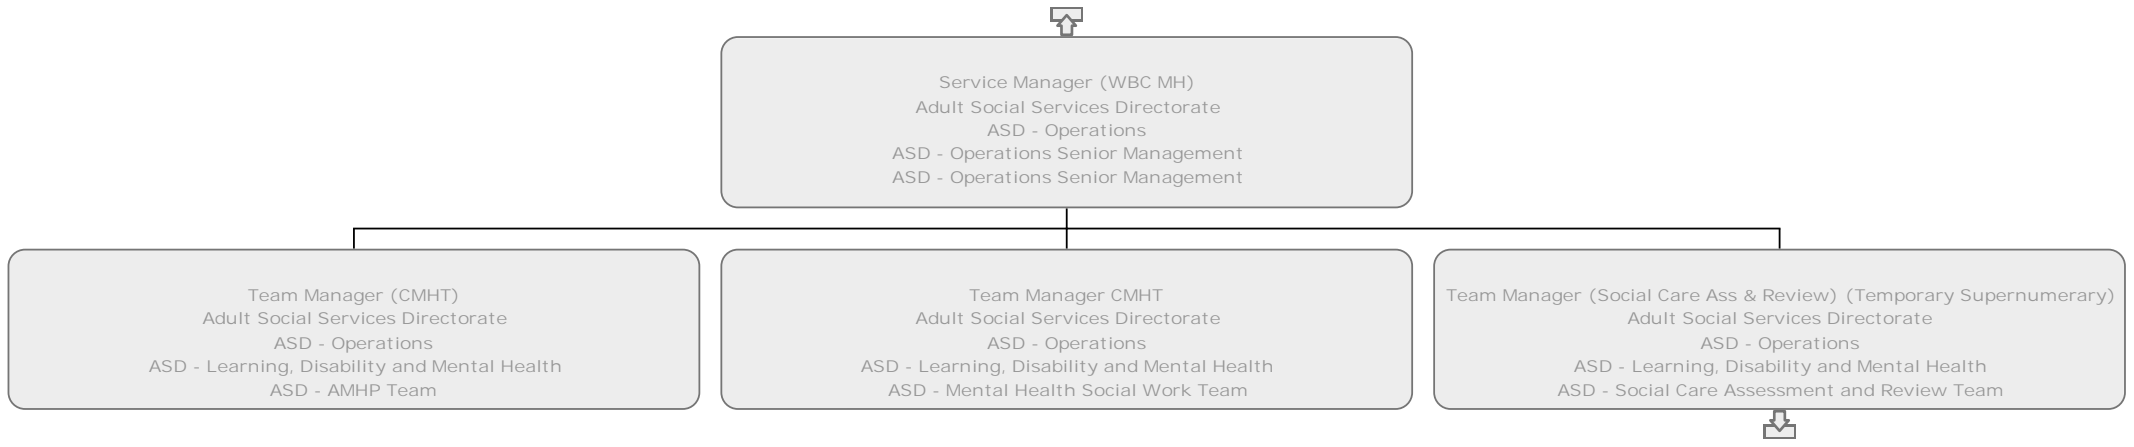 Service Manager (WBC MH)
Adult Social Services Directorate
ASD - Operations
ASD - Operations Senior Management
ASD - Operations Senior Management
Team Manager (CMHT)
Adult Social Services Directorate
ASD - Operations
ASD - Learning, Disability and Mental Health
ASD - AMHP Team
Team Manager CMHT
Adult Social Services Directorate
ASD - Operations
ASD - Learning, Disability and Mental Health
ASD - Mental Health Social Work Team
Team Manager (Social Care Ass & Review) (Temporary Supernumerary)
Adult Social Services Directorate
ASD - Operations
ASD - Learning, Disability and Mental Health
ASD - Social Care Assessment and Review Team